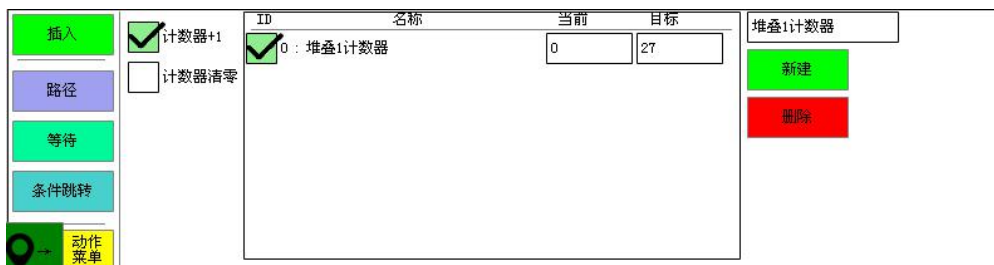 插入
路径
等待
条件跳转
→ 动作
菜单
计数器+1
计数器清零
ID 名称 当前 目标
0：堆叠1计数器 0 27
堆叠1计数器
新建
删除